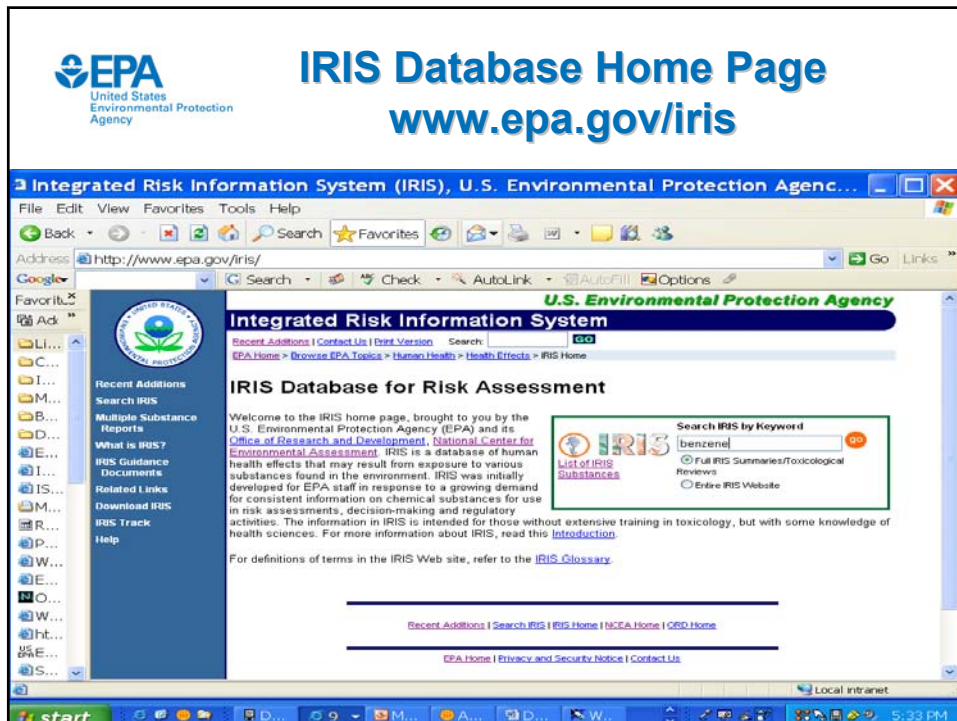 EPA
United States
Environmental Protection
Agency
IRIS Database Home Page
www.epa.gov/iris
Integrated Risk Information System (IRIS), U.S. Environmental Protection Agenc...
File Edit View Favorites Tools Help
Back Search Favorites
Address http://www.epa.gov/iris/ Go Links »
Google Search Check AutoLink AutoFill Options
U.S. Environmental Protection Agency
Integrated Risk Information System
Recent Additions | Contact Us | Print Version Search: GO
EPA Home > Browse EPA Topics > Human Health > Health Effects > IRIS Home
Li...
C...
I...
M...
B...
D...
E...
I...
IS...
M...
R...
P...
W...
E...
O...
W...
ht...
E...
S...
Recent Additions
Search IRIS
Multiple Substance
Reports
What is IRIS?
IRIS Guidance
Documents
Related Links
Download IRIS
IRIS Track
Help
IRIS Database for Risk Assessment
Welcome to the IRIS home page, brought to you by the
U.S. Environmental Protection Agency (EPA) and its
Office of Research and Development, National Center for
Environmental Assessment. IRIS is a database of human
health effects that may result from exposure to various
substances found in the environment. IRIS was initially
developed for EPA staff in response to a growing demand
for consistent information on chemical substances for use
in risk assessments, decision-making and regulatory
activities. The information in IRIS is intended for those without extensive training in toxicology, but with some knowledge of
health sciences. For more information about IRIS, read this Introduction.
IRIS
List of IRIS
Substances
Search IRIS by Keyword
benzene go
Full IRIS Summaries/Toxicological
Reviews
Entire IRIS Website
For definitions of terms in the IRIS Web site, refer to the IRIS Glossary.
Recent Additions | Search IRIS | IRIS Home | NCEA Home | ORD Home
EPA Home | Privacy and Security Notice | Contact Us
Local intranet
start D... 9 M... A... D... W... 5:33 PM